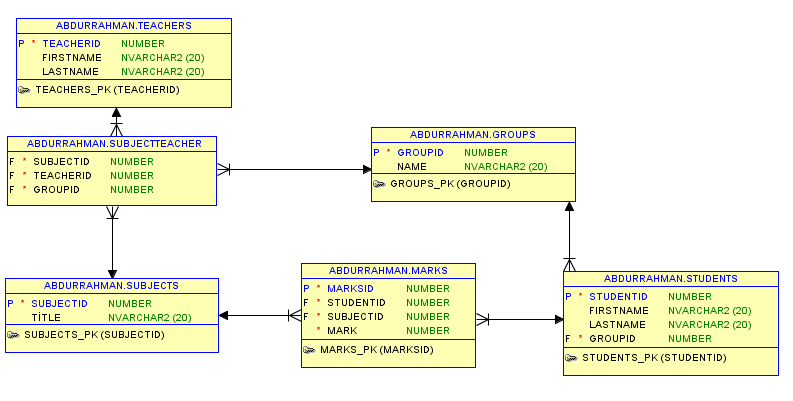 ABDURRAHMAN.TEACHERS
P * TEACHERID NUMBER
FIRSTNAME NVARCHAR2 (20)
LASTNAME NVARCHAR2 (20)
TEACHERS_PK (TEACHERID)
ABDURRAHMAN.SUBJECTTEACHER
F * SUBJECTID NUMBER
F * TEACHERID NUMBER
F * GROUPID NUMBER
ABDURRAHMAN.GROUPS
P * GROUPID NUMBER
NAME NVARCHAR2 (20)
GROUPS_PK (GROUPID)
ABDURRAHMAN.SUBJECTS
P * SUBJECTID NUMBER
TİTLE NVARCHAR2 (20)
SUBJECTS_PK (SUBJECTID)
ABDURRAHMAN.MARKS
P * MARKSID NUMBER
F * STUDENTID NUMBER
F * SUBJECTID NUMBER
* MARK NUMBER
MARKS_PK (MARKSID)
ABDURRAHMAN.STUDENTS
P * STUDENTID NUMBER
FIRSTNAME NVARCHAR2 (20)
LASTNAME NVARCHAR2 (20)
F * GROUPID NUMBER
STUDENTS_PK (STUDENTID)